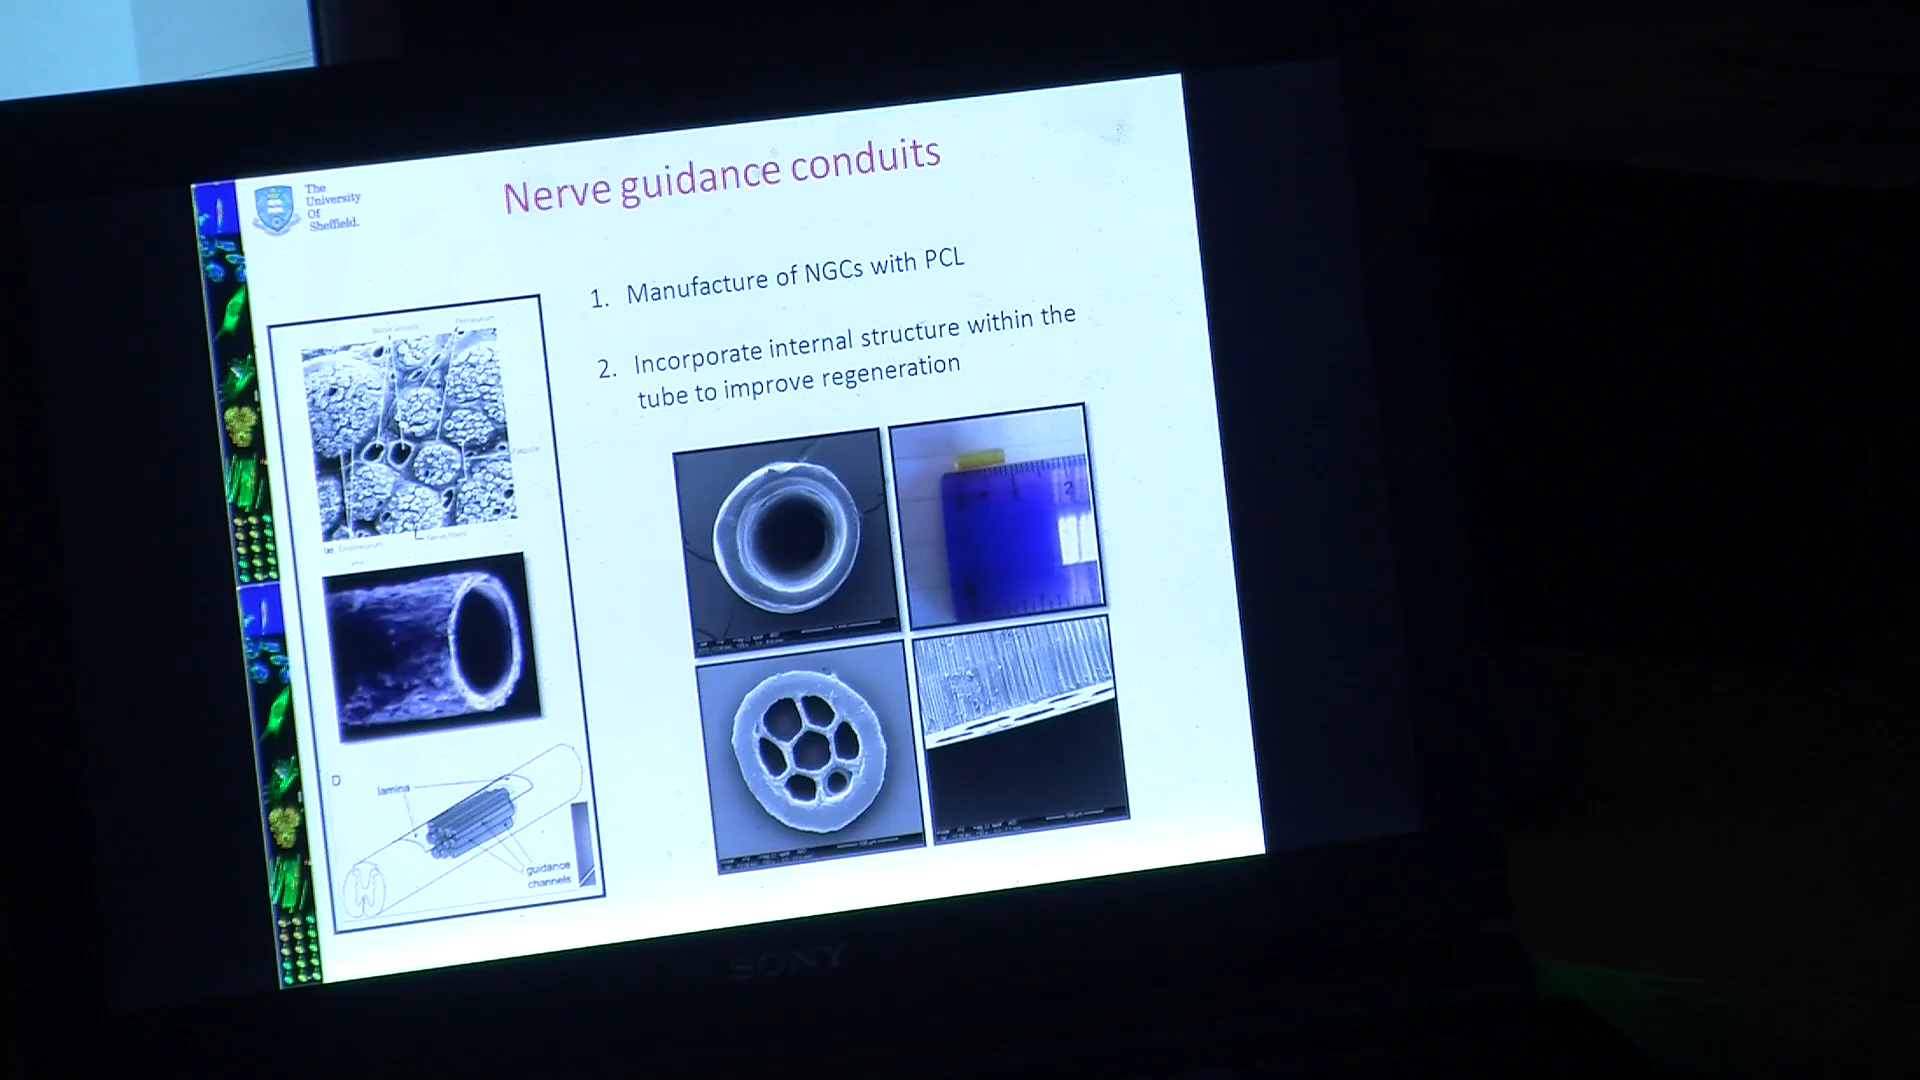 Nerve guidance conduits
The
University
Of
Sheffield.
1. Manufacture of NGCs with PCL
2. Incorporate internal structure within the
tube to improve regeneration
D
lamina
guidance
channels
2
SONY